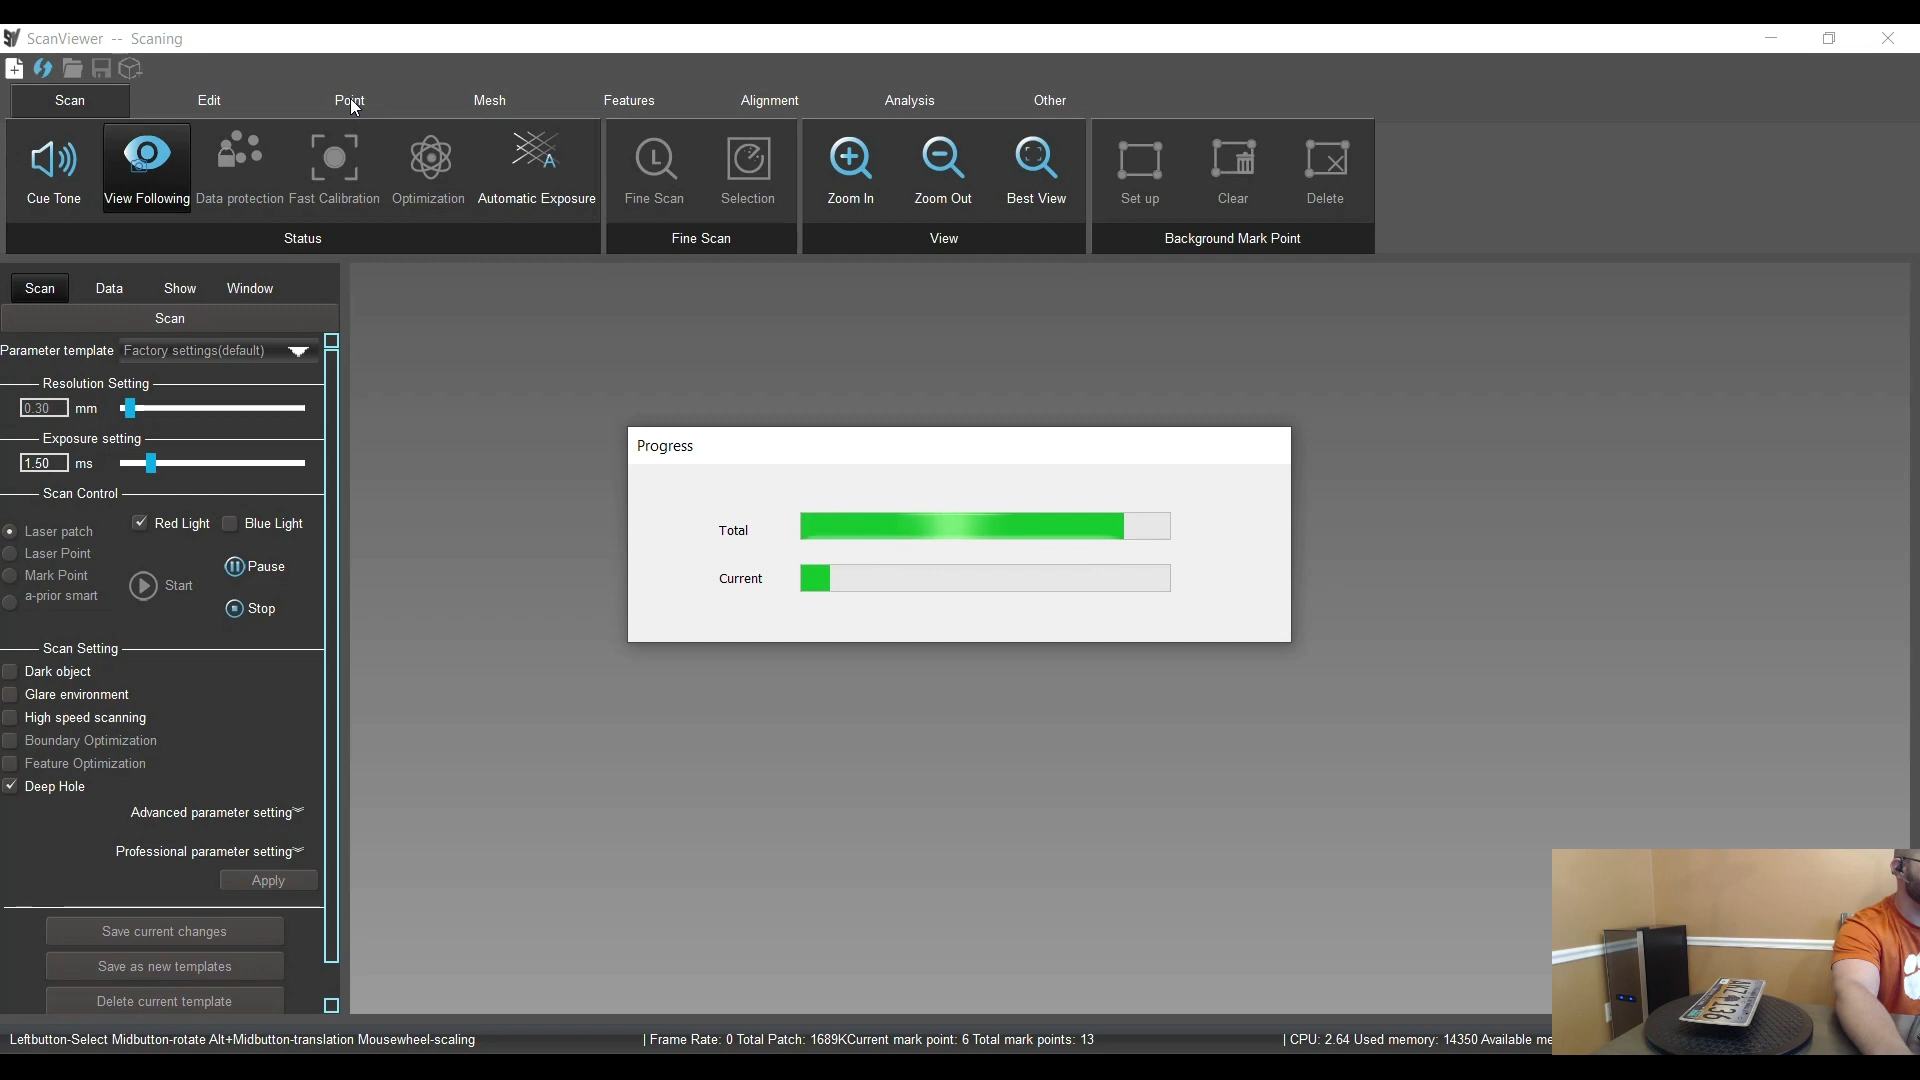 ScanViewer -- Scaning
Scan Edit Point Mesh Features Alignment Analysis Other
Cue Tone View Following Data protection Fast Calibration Optimization Automatic Exposure Fine Scan Selection Zoom In Zoom Out Best View Set up Clear Delete
Status Fine Scan View Background Mark Point
Scan Data Show Window
Scan
Parameter template Factory settings(default)
Resolution Setting
0.30 mm
Exposure setting
1.50 ms
Scan Control
Red Light Blue Light
Laser patch
Laser Point
Mark Point
a-prior smart
Start
Pause
Stop
Scan Setting
Dark object
Glare environment
High speed scanning
Boundary Optimization
Feature Optimization
Deep Hole
Advanced parameter setting
Professional parameter setting
Apply
Save current changes
Save as new templates
Delete current template
Progress
Total
Current
Leftbutton-Select Midbutton-rotate Alt+Midbutton-translation Mousewheel-scaling
| Frame Rate: 0 Total Patch: 1689KCurrent mark point: 6 Total mark points: 13
| CPU: 2.64 Used memory: 14350 Available me